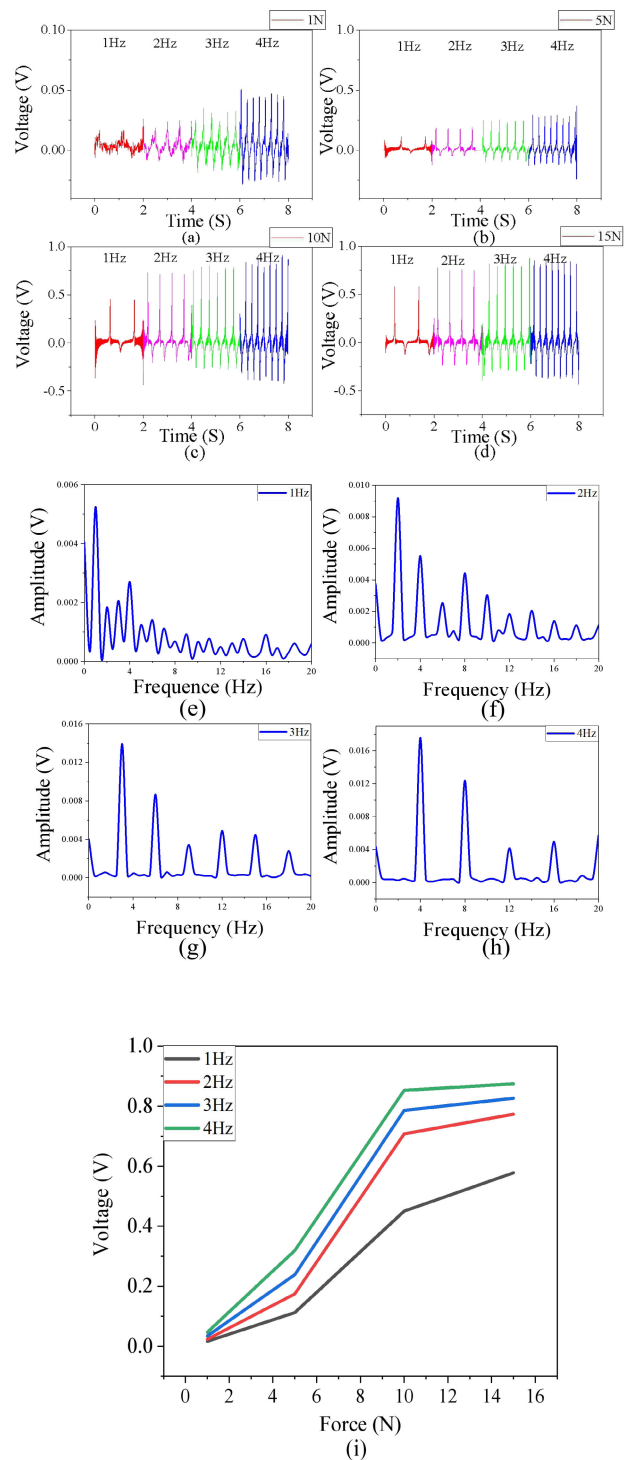 1N
5N
0.10
1Hz 2Hz 3Hz 4Hz
0.05
0.00
Voltage (V)
0 2 4 6 8
Time (S)
(a)
1.0
1Hz 2Hz 3Hz 4Hz
0.5
0.0
Voltage (V)
0 2 4 6 8
Time (S)
(b)
10N
15N
1.0
1Hz 2Hz 3Hz 4Hz
0.5
0.0
-0.5
Voltage (V)
0 2 4 6 8
Time (S)
(c)
1.0
1Hz 2Hz 3Hz 4Hz
0.5
0.0
-0.5
Voltage (V)
0 2 4 6 8
Time (S)
(d)
0.006
1Hz
0.004
0.002
0.000
Amplitude (V)
0 4 8 12 16 20
Frequence (Hz)
(e)
0.010
2Hz
0.008
0.006
0.004
0.002
0.000
Amplitude (V)
0 4 8 12 16 20
Frequency (Hz)
(f)
0.016
3Hz
0.012
0.008
0.004
0.000
Amplitude (V)
0 4 8 12 16 20
Frequency (Hz)
(g)
4Hz
0.016
0.012
0.008
0.004
0.000
Amplitude (V)
0 4 8 12 16 20
Frequency (Hz)
(h)
1.0
1Hz
2Hz
3Hz
4Hz
0.8
0.6
0.4
0.2
0.0
Voltage (V)
0 2 4 6 8 10 12 14 16
Force (N)
(i)